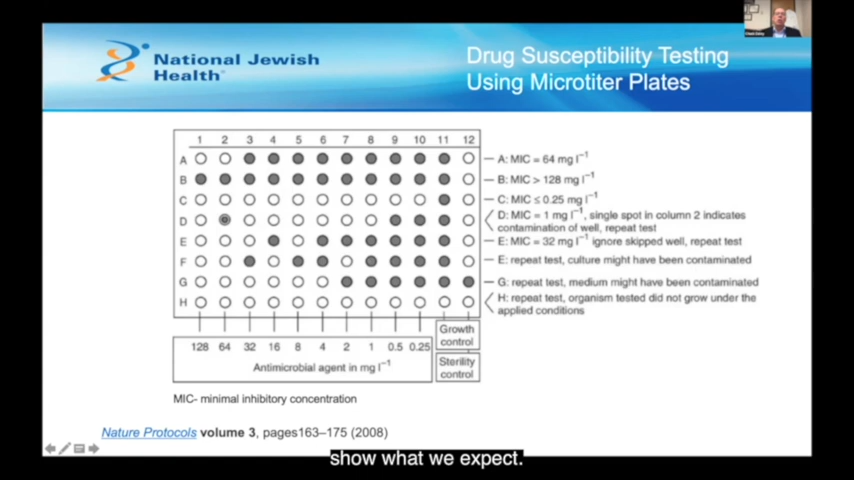 National Jewish
Health®
Drug Susceptibility Testing
Using Microtiter Plates
1 2 3 4 5 6 7 8 9 10 11 12
A
B
C
D
E
F
G
H
A: MIC = 64 mg l⁻¹
B: MIC > 128 mg l⁻¹
C: MIC ≤ 0.25 mg l⁻¹
D: MIC = 1 mg l⁻¹, single spot in column 2 indicates
contamination of well, repeat test
E: MIC = 32 mg l⁻¹ ignore skipped well, repeat test
E: repeat test, culture might have been contaminated
G: repeat test, medium might have been contaminated
H: repeat test, organism tested did not grow under the
applied conditions
128 64 32 16 8 4 2 1 0.5 0.25
Antimicrobial agent in mg l⁻¹
Growth
control
Sterility
control
MIC- minimal inhibitory concentration
Nature Protocols volume 3, pages163–175 (2008)
show what we expect.